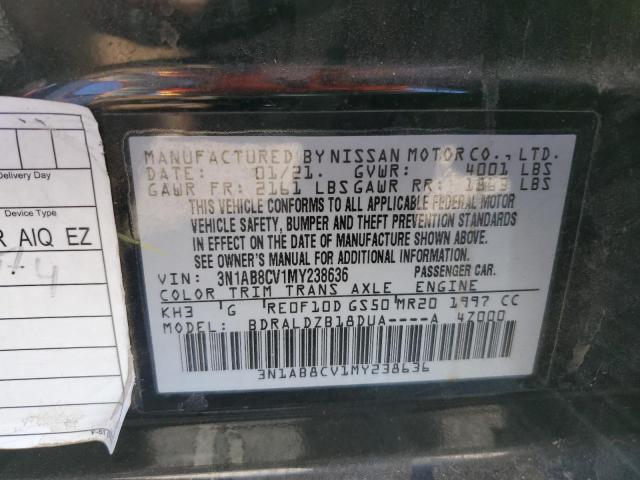 Delivery Day
Device Type
R AIQ EZ
MANUFACTURED BY NISSAN MOTOR CO., LTD.
DATE: 01/21. GVWR: 4001 LBS
GAWR FR: 2161 LBS GAWR RR: 1863 LBS
THIS VEHICLE CONFORMS TO ALL APPLICABLE FEDERAL MOTOR
VEHICLE SAFETY, BUMPER AND THEFT PREVENTION STANDARDS
IN EFFECT ON THE DATE OF MANUFACTURE SHOWN ABOVE.
SEE OWNER'S MANUAL FOR ADDITIONAL INFORMATION.
VIN: 3N1AB8CV1MY238636 PASSENGER CAR.
COLOR TRIM TRANS AXLE ENGINE
KH3 G RE0F10D GS50 MR20 1997 CC
MODEL: BDRALDZB18DUA----A 47000
3N1AB8CV1MY238636